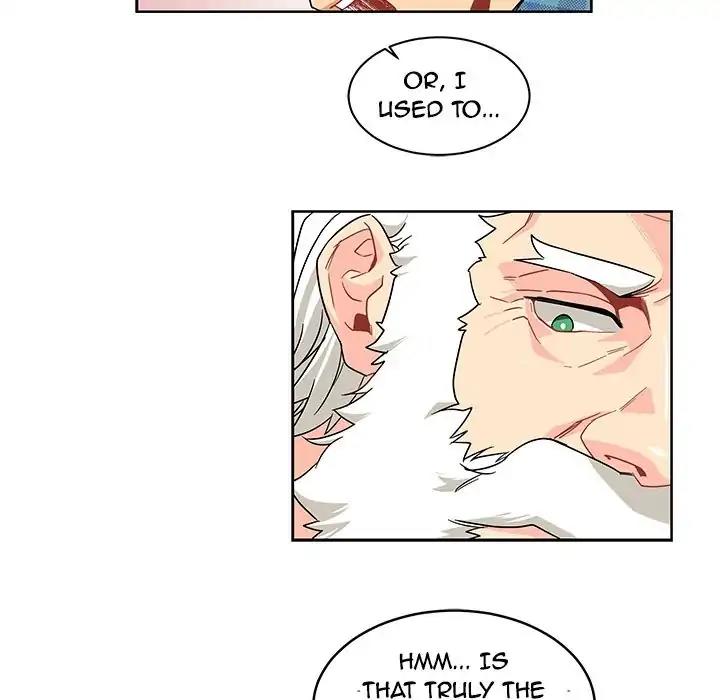 OR, I
USED TO...
HMM... IS
THAT TRULY THE